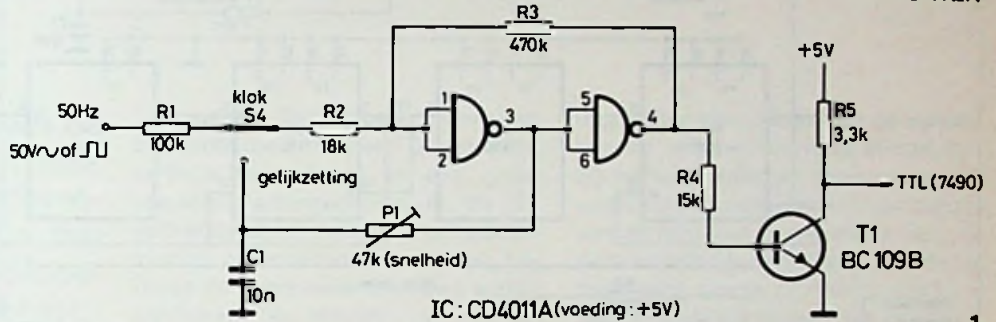 R3
470k
+5V
50Hz
R1
klok
S4
R2
1
3
5
4
R5
3,3k
50V∿ of ⎍
100k
18k
2
6
gelijkzetting
R4
15k
TTL (7490)
P1
T1
BC 109B
C1
47k (snelheid)
10n
IC: CD4011A (voeding: +5V)